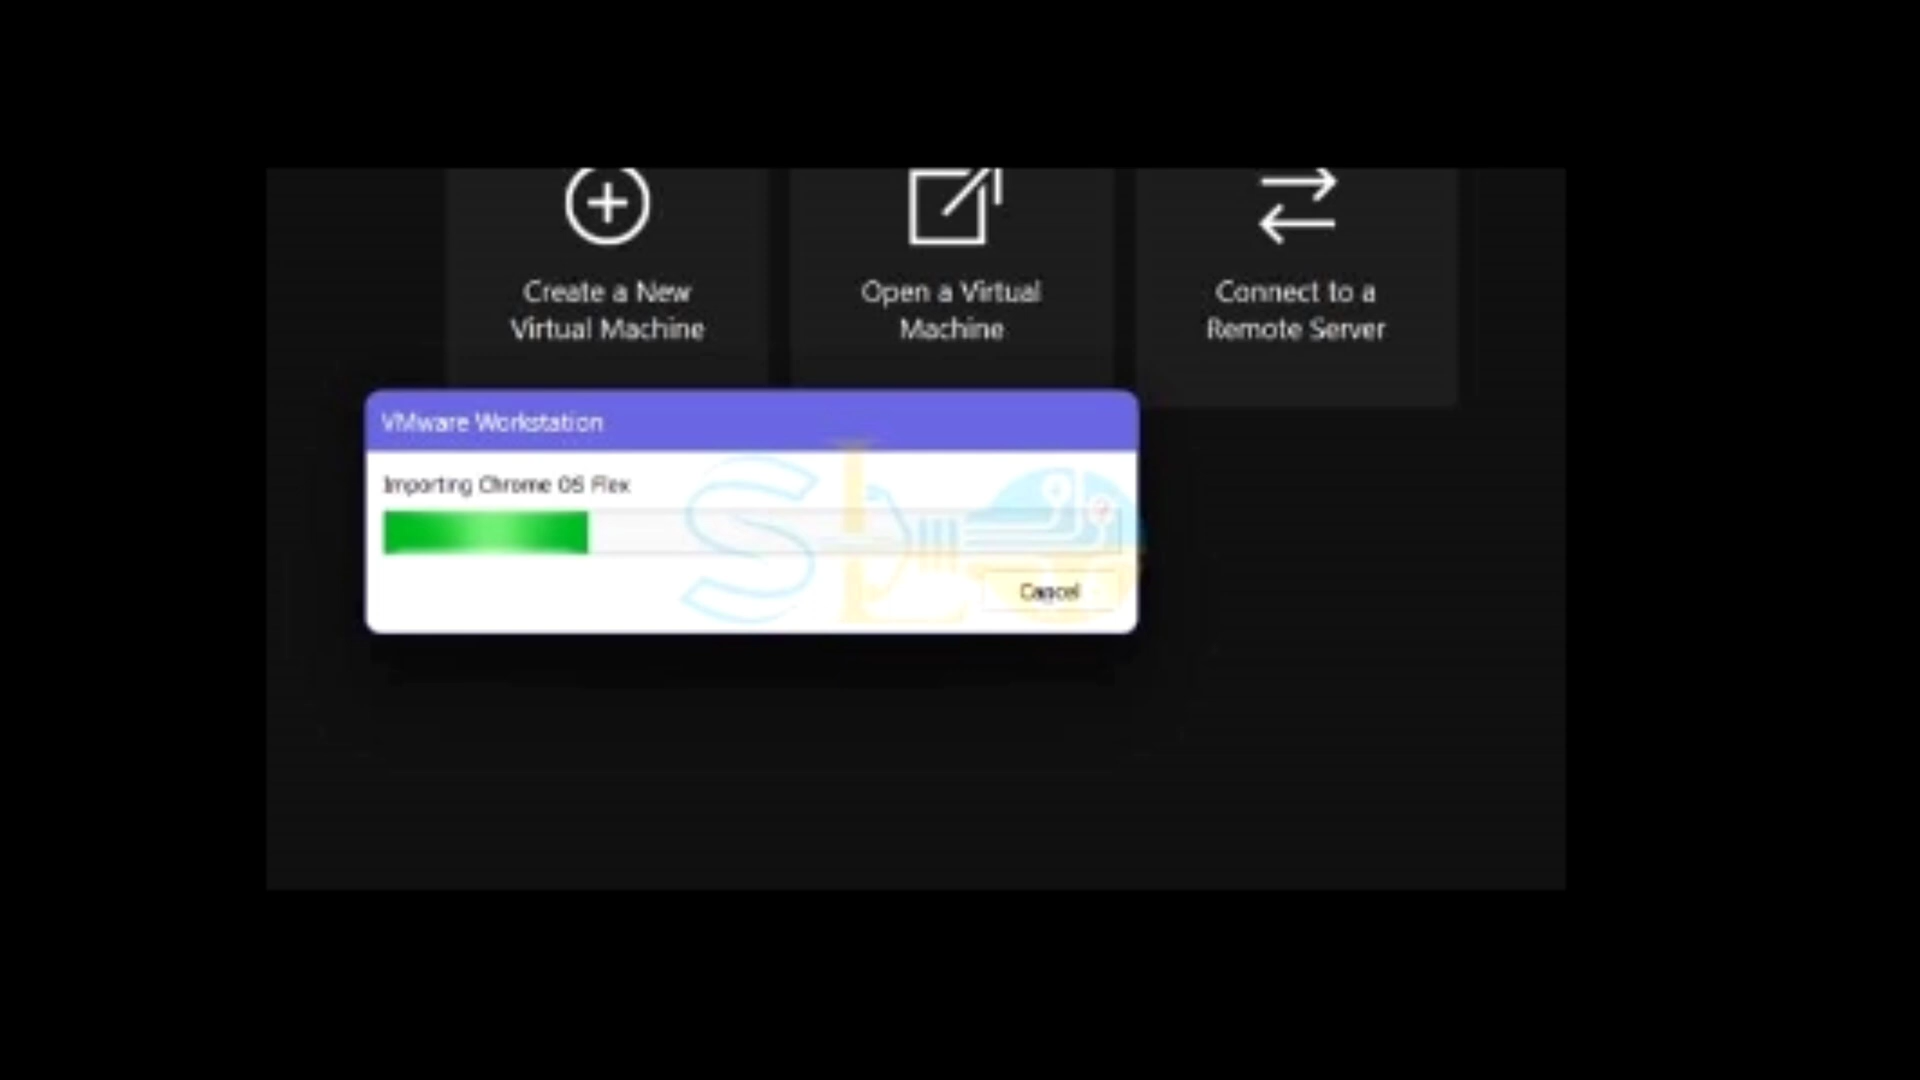 Create a New
Virtual Machine
Open a Virtual
Machine
Connect to a
Remote Server
VMware Workstation
Importing Chrome OS Flex
Cancel